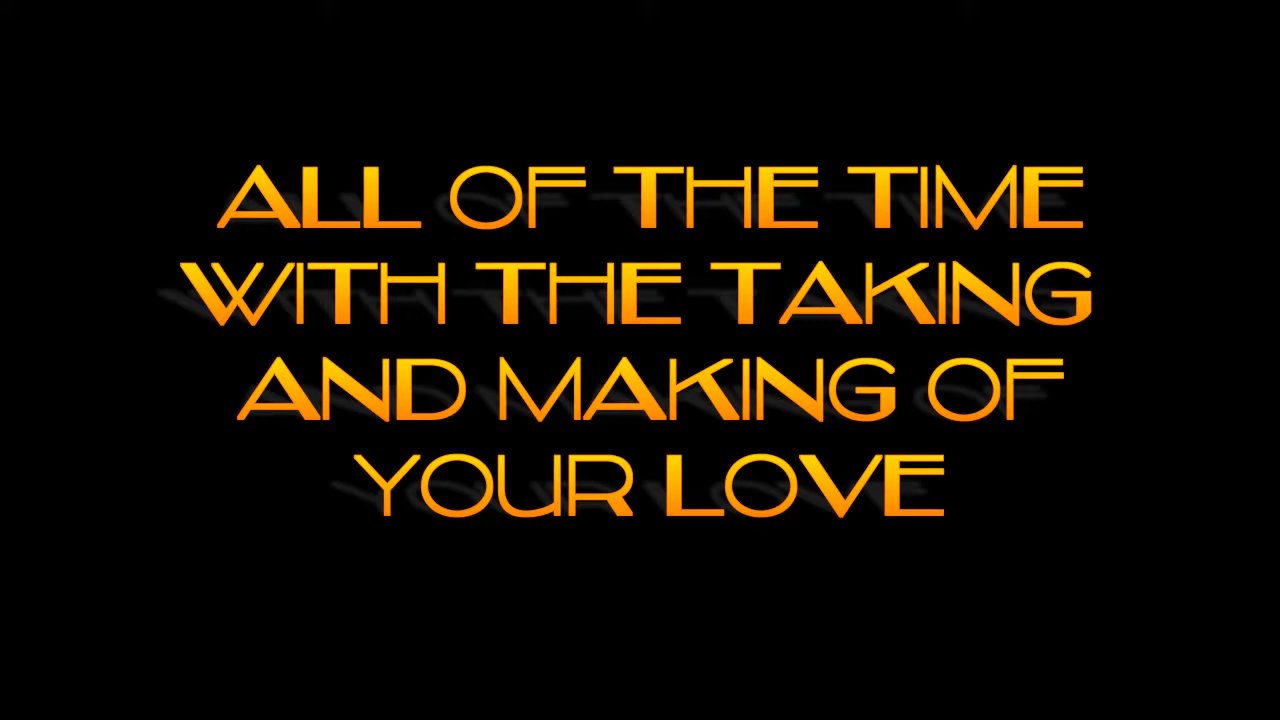 ALL OF THE TIME
WITH THE TAKING
AND MAKING OF
YOUR LOVE